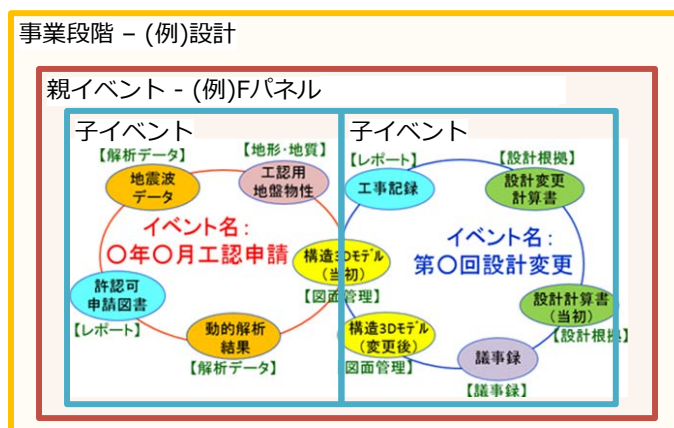 事業段階 – (例)設計
親イベント - (例)Fパネル
子イベント
【解析データ】
【地形･地質】
地震波
データ
工認用
地盤物性
イベント名：
〇年〇月工認申請
構造3Dﾓﾃﾞﾙ
(当初)
【図面管理】
許認可
申請図書
【レポート】
動的解析
結果
【解析データ】
子イベント
【レポート】
【設計根拠】
工事記録
設計変更
計算書
イベント名：
第〇回設計変更
設計計算書
(当初)
【設計根拠】
構造3Dﾓﾃﾞﾙ
(変更後)
図面管理】
議事録
【議事録】